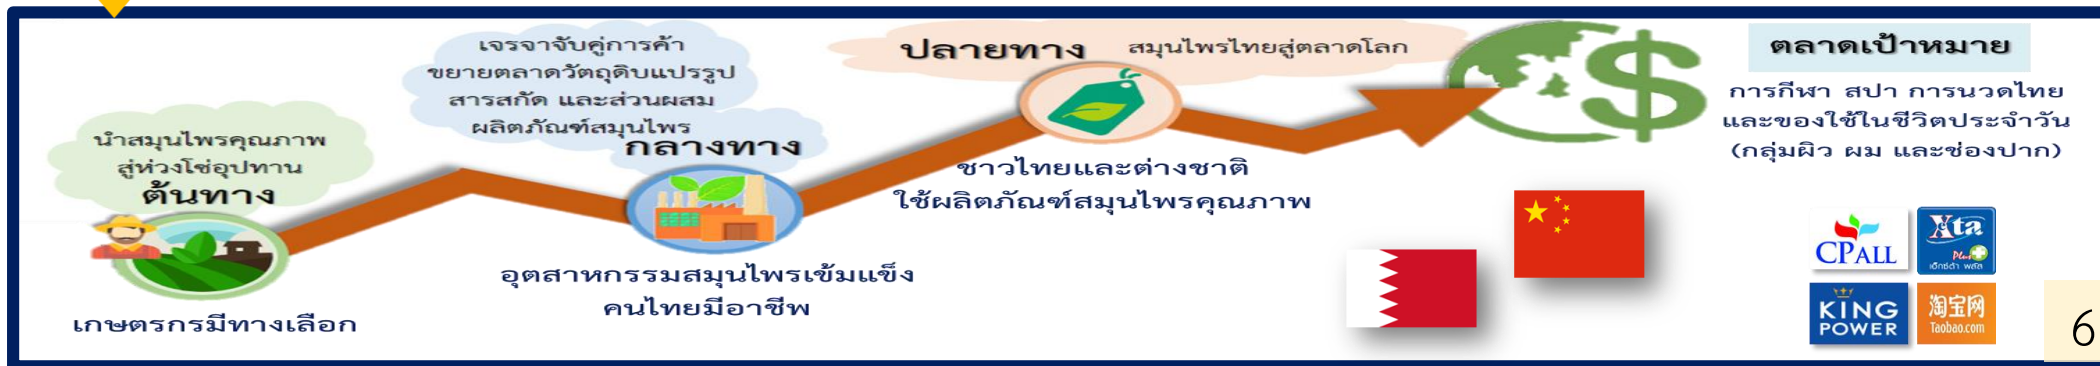 นำสมุนไพรคุณภาพ
สู่ห่วงโซ่อุปทาน
ต้นทาง
เกษตรกรมีทางเลือก
เจรจาจับคู่การค้า
ขยายตลาดวัตถุดิบแปรรูป
สารสกัด และส่วนผสม
ผลิตภัณฑ์สมุนไพร
กลางทาง
อุตสาหกรรมสมุนไพรเข้มแข็ง
คนไทยมีอาชีพ
ปลายทาง สมุนไพรไทยสู่ตลาดโลก
ชาวไทยและต่างชาติ
ใช้ผลิตภัณฑ์สมุนไพรคุณภาพ
$
ตลาดเป้าหมาย
การกีฬา สปา การนวดไทย
และของใช้ในชีวิตประจำวัน
(กลุ่มผิว ผม และช่องปาก)
CPALL
Xta
Plus
เอ็กซ์ต้า พลัส
KING
POWER
淘宝网
Taobao.com
6